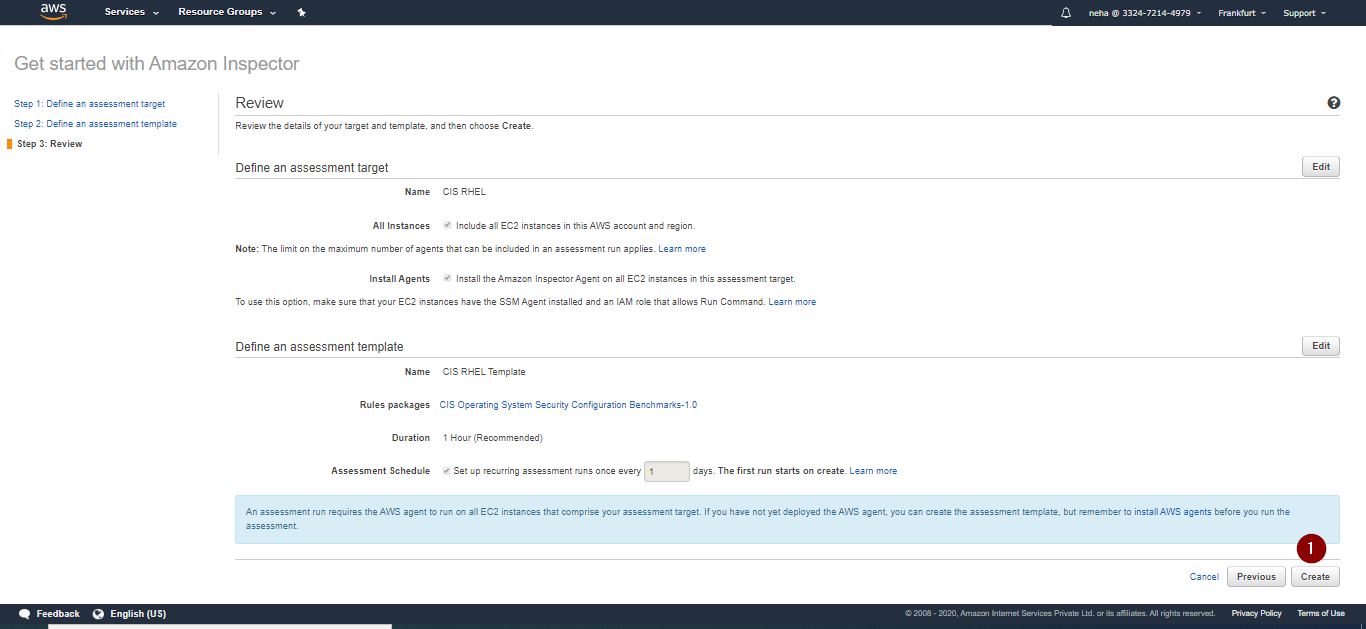 aws Services Resource Groups neha @ 3324-7214-4979 Frankfurt Support
Get started with Amazon Inspector
Step 1: Define an assessment target
Step 2: Define an assessment template
Step 3: Review
Review
Review the details of your target and template, and then choose Create.
Define an assessment target Edit
Name CIS RHEL
All Instances Include all EC2 instances in this AWS account and region.
Note: The limit on the maximum number of agents that can be included in an assessment run applies. Learn more
Install Agents Install the Amazon Inspector Agent on all EC2 instances in this assessment target.
To use this option, make sure that your EC2 instances have the SSM Agent installed and an IAM role that allows Run Command. Learn more
Define an assessment template Edit
Name CIS RHEL Template
Rules packages CIS Operating System Security Configuration Benchmarks-1.0
Duration 1 Hour (Recommended)
Assessment Schedule Set up recurring assessment runs once every 1 days. The first run starts on create. Learn more
An assessment run requires the AWS agent to run on all EC2 instances that comprise your assessment target. If you have not yet deployed the AWS agent, you can create the assessment template, but remember to install AWS agents before you run the
assessment.
1
Cancel Previous Create
Feedback English (US) © 2008 - 2020, Amazon Internet Services Private Ltd. or its affiliates. All rights reserved. Privacy Policy Terms of Use